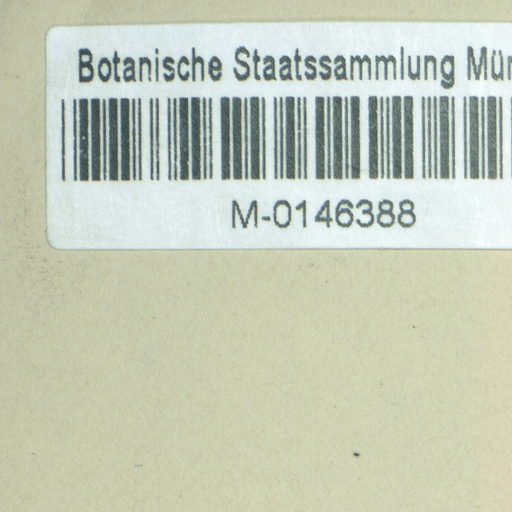 Botanische Staatssammlung Mün
M-0146388